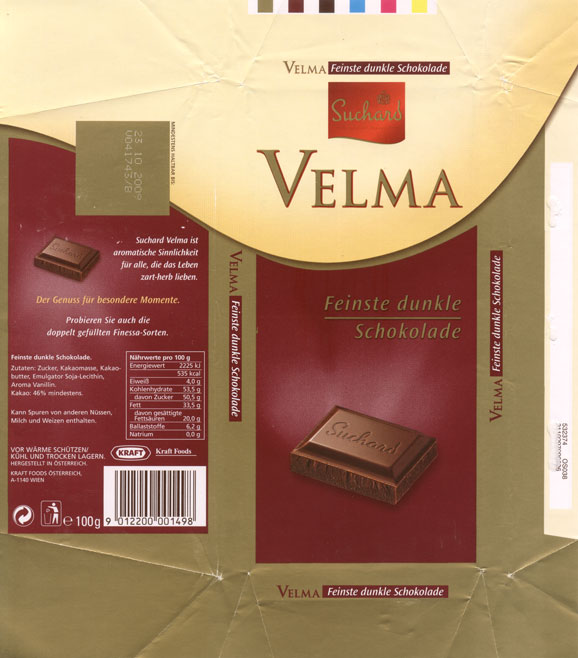 VELMA Feinste dunkle Schokolade
Suchard
VELMA
MINDESTENS HALTBAR BIS:
23.10.2009
Suchard Velma ist
aromatische Sinnlichkeit
für alle, die das Leben
zart-herb lieben.
Der Genuss für besondere Momente.
Probieren Sie auch die
doppelt gefüllten Finessa-Sorten.
Feinste dunkle Schokolade.
Zutaten: Zucker, Kakaomasse, Kakao-
butter, Emulgator Soja-Lecithin,
Aroma Vanillin.
Kakao: 46% mindestens.
Kann Spuren von anderen Nüssen,
Milch und Weizen enthalten.
VOR WÄRME SCHÜTZEN/
KÜHL UND TROCKEN LAGERN.
HERGESTELLT IN ÖSTERREICH.
KRAFT FOODS ÖSTERREICH,
A-1140 WIEN
Nährwerte pro 100 g
Energiewert 2225 kJ
535 kcal
Eiweiß 4,0 g
Kohlenhydrate 53,5 g
davon Zucker 50,5 g
Fett 33,5 g
davon gesättigte
Fettsäuren 20,0 g
Ballaststoffe 6,2 g
Natrium 0,0 g
KRAFT Kraft Foods
e 100g
9 012200 001498
VELMA Feinste dunkle Schokolade
Feinste dunkle
Schokolade
Suchard
VELMA Feinste dunkle Schokolade
532374 OS038
VELMA Feinste dunkle Schokolade